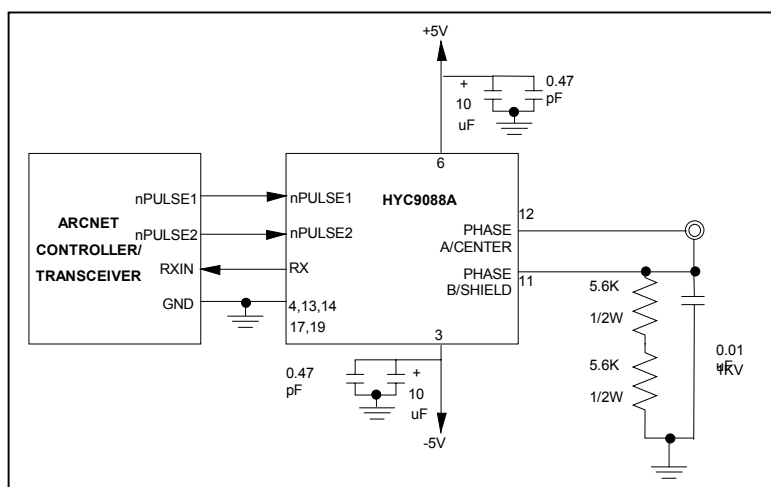 +5V
+
10
uF
0.47
pF
6
HYC9088A
ARCNET
CONTROLLER/
TRANSCEIVER
nPULSE1
nPULSE2
RXIN
GND
nPULSE1
nPULSE2
RX
4,13,14
17,19
PHASE
A/CENTER
PHASE
B/SHIELD
12
11
3
5.6K
1/2W
5.6K
1/2W
0.01
uF
1KV
0.47
pF
+
10
uF
-5V